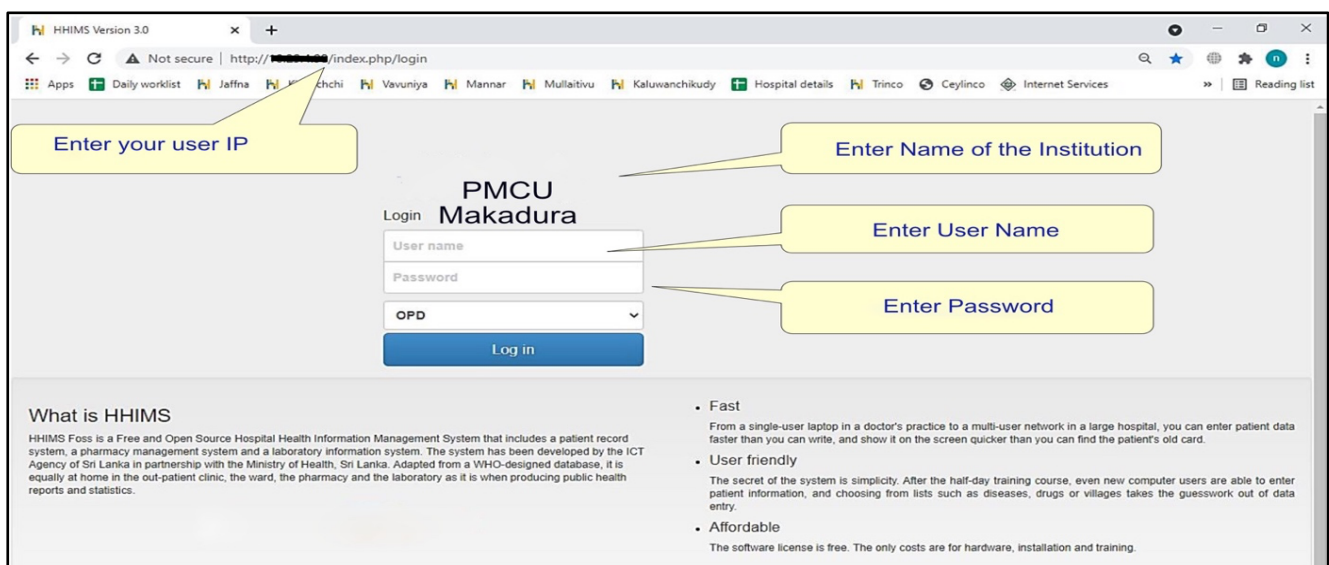 HHIMS Version 3.0
Not secure | http:// /index.php/login
Apps Daily worklist Jaffna Vavuniya Mannar Mullaitivu Kaluwanchikudy Hospital details Trinco Ceylinco Internet Services » Reading list
Enter your user IP
Enter Name of the Institution
PMCU
Login Makadura
User name
Enter User Name
Password
Enter Password
OPD
Log in
What is HHIMS
HHIMS Foss is a Free and Open Source Hospital Health Information Management System that includes a patient record
system, a pharmacy management system and a laboratory information system. The system has been developed by the ICT
Agency of Sri Lanka in partnership with the Ministry of Health, Sri Lanka. Adapted from a WHO-designed database, it is
equally at home in the out-patient clinic, the ward, the pharmacy and the laboratory as it is when producing public health
reports and statistics.
• Fast
From a single-user laptop in a doctor's practice to a multi-user network in a large hospital, you can enter patient data
faster than you can write, and show it on the screen quicker than you can find the patient's old card.
• User friendly
The secret of the system is simplicity. After the half-day training course, even new computer users are able to enter
patient information, and choosing from lists such as diseases, drugs or villages takes the guesswork out of data
entry.
• Affordable
The software license is free. The only costs are for hardware, installation and training.